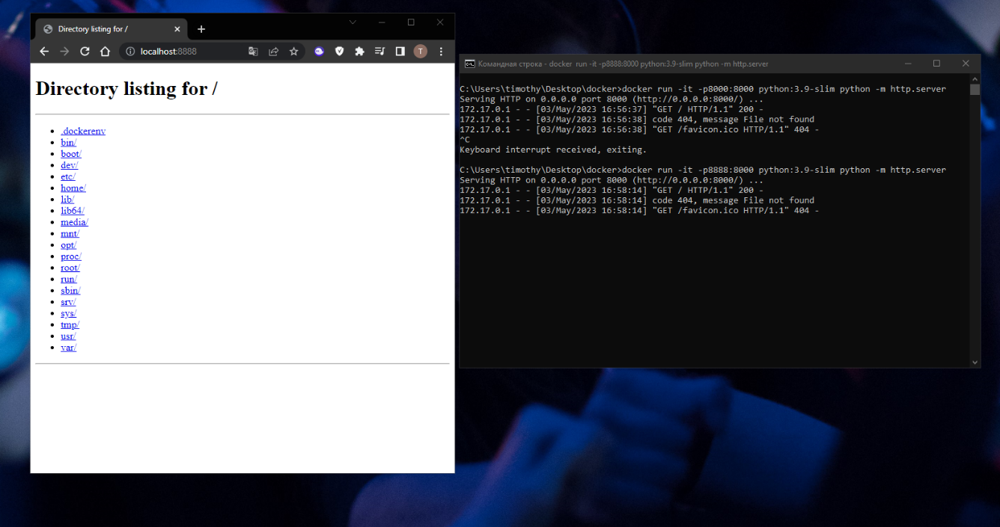 Directory listing for /
localhost:8888
T
Directory listing for /
.dockerenv
bin/
boot/
dev/
etc/
home/
lib/
lib64/
media/
mnt/
opt/
proc/
root/
run/
sbin/
srv/
sys/
tmp/
usr/
var/
Командная строка - docker run -it -p8888:8000 python:3.9-slim python -m http.server
C:\Users\timothy\Desktop\docker>docker run -it -p8000:8000 python:3.9-slim python -m http.server
Serving HTTP on 0.0.0.0 port 8000 (http://0.0.0.0:8000/) ...
172.17.0.1 - - [03/May/2023 16:56:37] "GET / HTTP/1.1" 200 -
172.17.0.1 - - [03/May/2023 16:56:38] code 404, message File not found
172.17.0.1 - - [03/May/2023 16:56:38] "GET /favicon.ico HTTP/1.1" 404 -
^C
Keyboard interrupt received, exiting.
C:\Users\timothy\Desktop\docker>docker run -it -p8888:8000 python:3.9-slim python -m http.server
Serving HTTP on 0.0.0.0 port 8000 (http://0.0.0.0:8000/) ...
172.17.0.1 - - [03/May/2023 16:58:14] "GET / HTTP/1.1" 200 -
172.17.0.1 - - [03/May/2023 16:58:14] code 404, message File not found
172.17.0.1 - - [03/May/2023 16:58:14] "GET /favicon.ico HTTP/1.1" 404 -